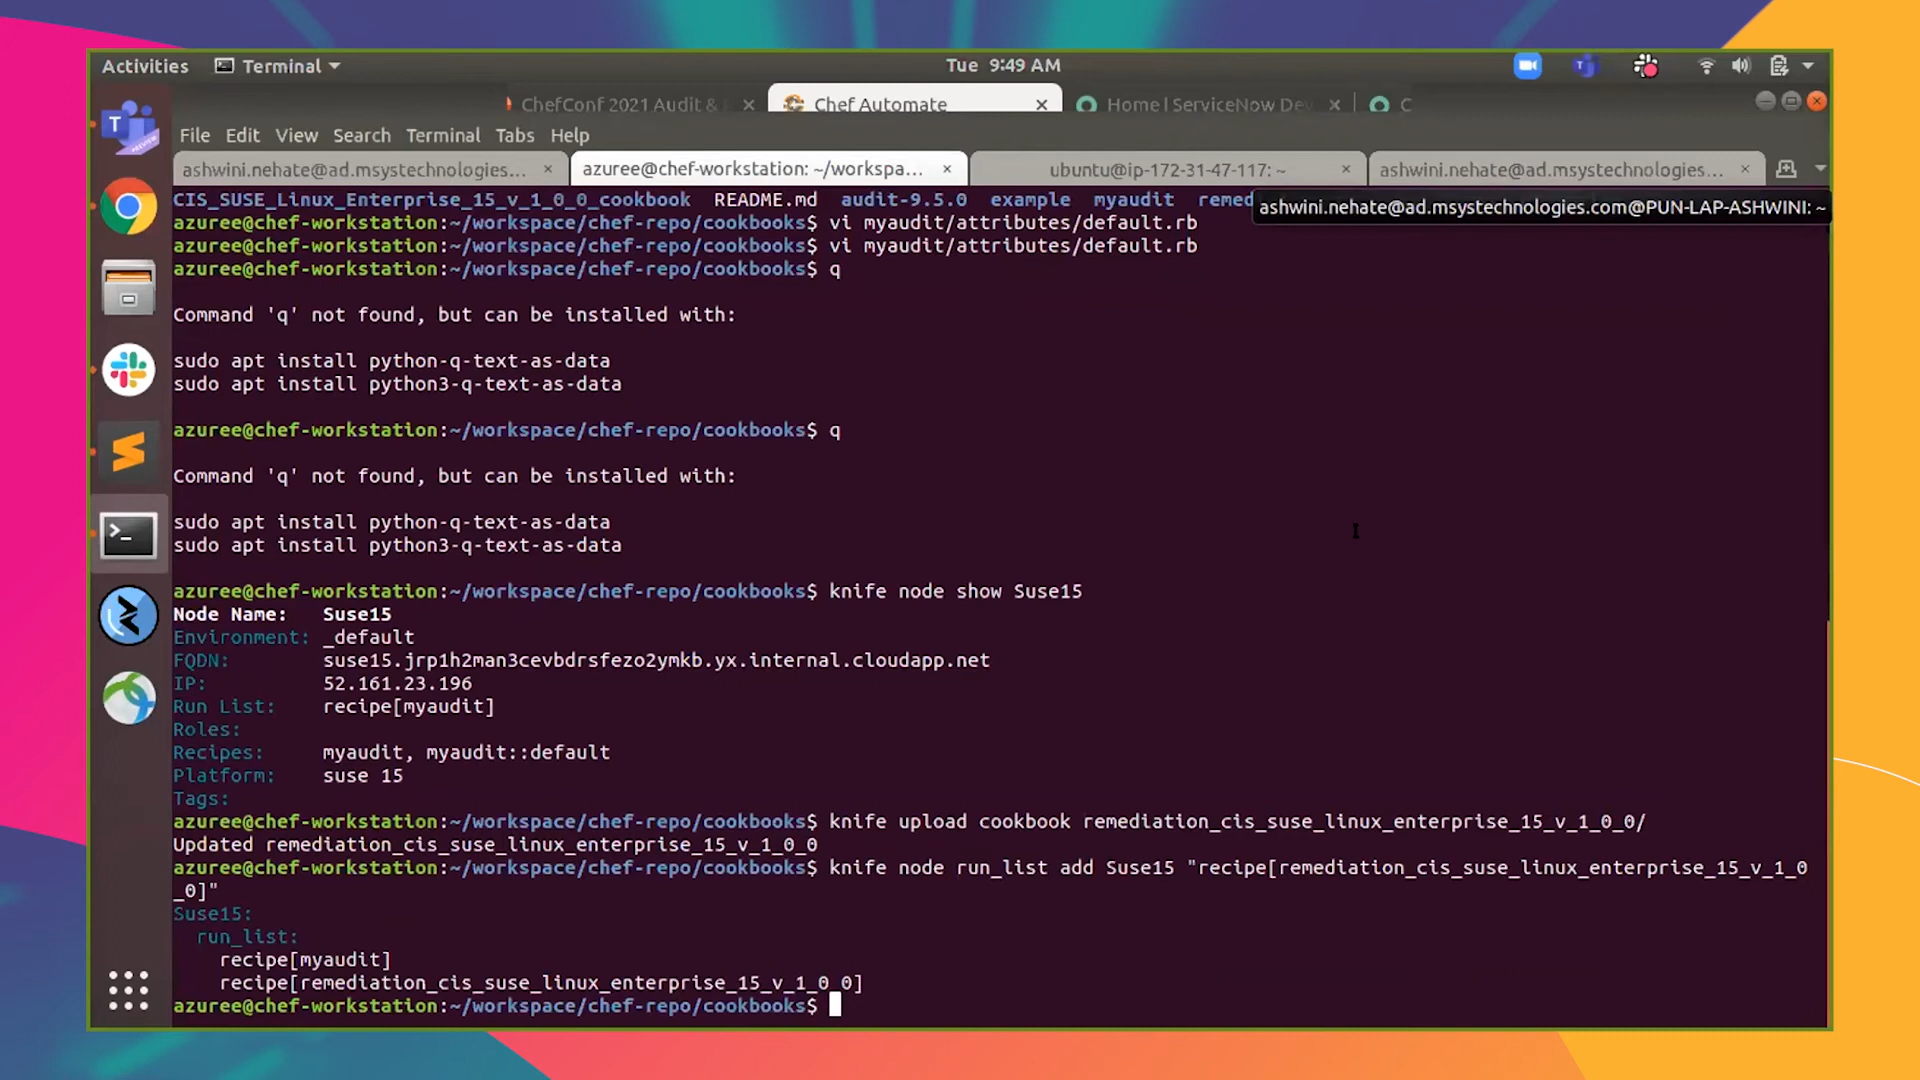 Activities
Terminal
Tue 9:49 AM
ChefConf 2021 Audit &
Chef Automate
Home | ServiceNow Dev
C
File Edit View Search Terminal Tabs Help
ashwini.nehate@ad.msystechnologies...
azuree@chef-workstation: ~/workspa...
ubuntu@ip-172-31-47-117: ~
ashwini.nehate@ad.msystechnologies...
ashwini.nehate@ad.msystechnologies.com@PUN-LAP-ASHWINI: ~
CIS_SUSE_Linux_Enterprise_15_v_1_0_0_cookbook README.md audit-9.5.0 example myaudit remed
azuree@chef-workstation:~/workspace/chef-repo/cookbooks$ vi myaudit/attributes/default.rb
azuree@chef-workstation:~/workspace/chef-repo/cookbooks$ vi myaudit/attributes/default.rb
azuree@chef-workstation:~/workspace/chef-repo/cookbooks$ q
Command 'q' not found, but can be installed with:
sudo apt install python-q-text-as-data
sudo apt install python3-q-text-as-data
azuree@chef-workstation:~/workspace/chef-repo/cookbooks$ q
Command 'q' not found, but can be installed with:
sudo apt install python-q-text-as-data
sudo apt install python3-q-text-as-data
azuree@chef-workstation:~/workspace/chef-repo/cookbooks$ knife node show Suse15
Node Name: Suse15
Environment: _default
FQDN: suse15.jrp1h2man3cevbdrsfezo2ymkb.yx.internal.cloudapp.net
IP: 52.161.23.196
Run List: recipe[myaudit]
Roles:
Recipes: myaudit, myaudit::default
Platform: suse 15
Tags:
azuree@chef-workstation:~/workspace/chef-repo/cookbooks$ knife upload cookbook remediation_cis_suse_linux_enterprise_15_v_1_0_0/
Updated remediation_cis_suse_linux_enterprise_15_v_1_0_0
azuree@chef-workstation:~/workspace/chef-repo/cookbooks$ knife node run_list add Suse15 "recipe[remediation_cis_suse_linux_enterprise_15_v_1_0
_0]"
Suse15:
run_list:
recipe[myaudit]
recipe[remediation_cis_suse_linux_enterprise_15_v_1_0_0]
azuree@chef-workstation:~/workspace/chef-repo/cookbooks$